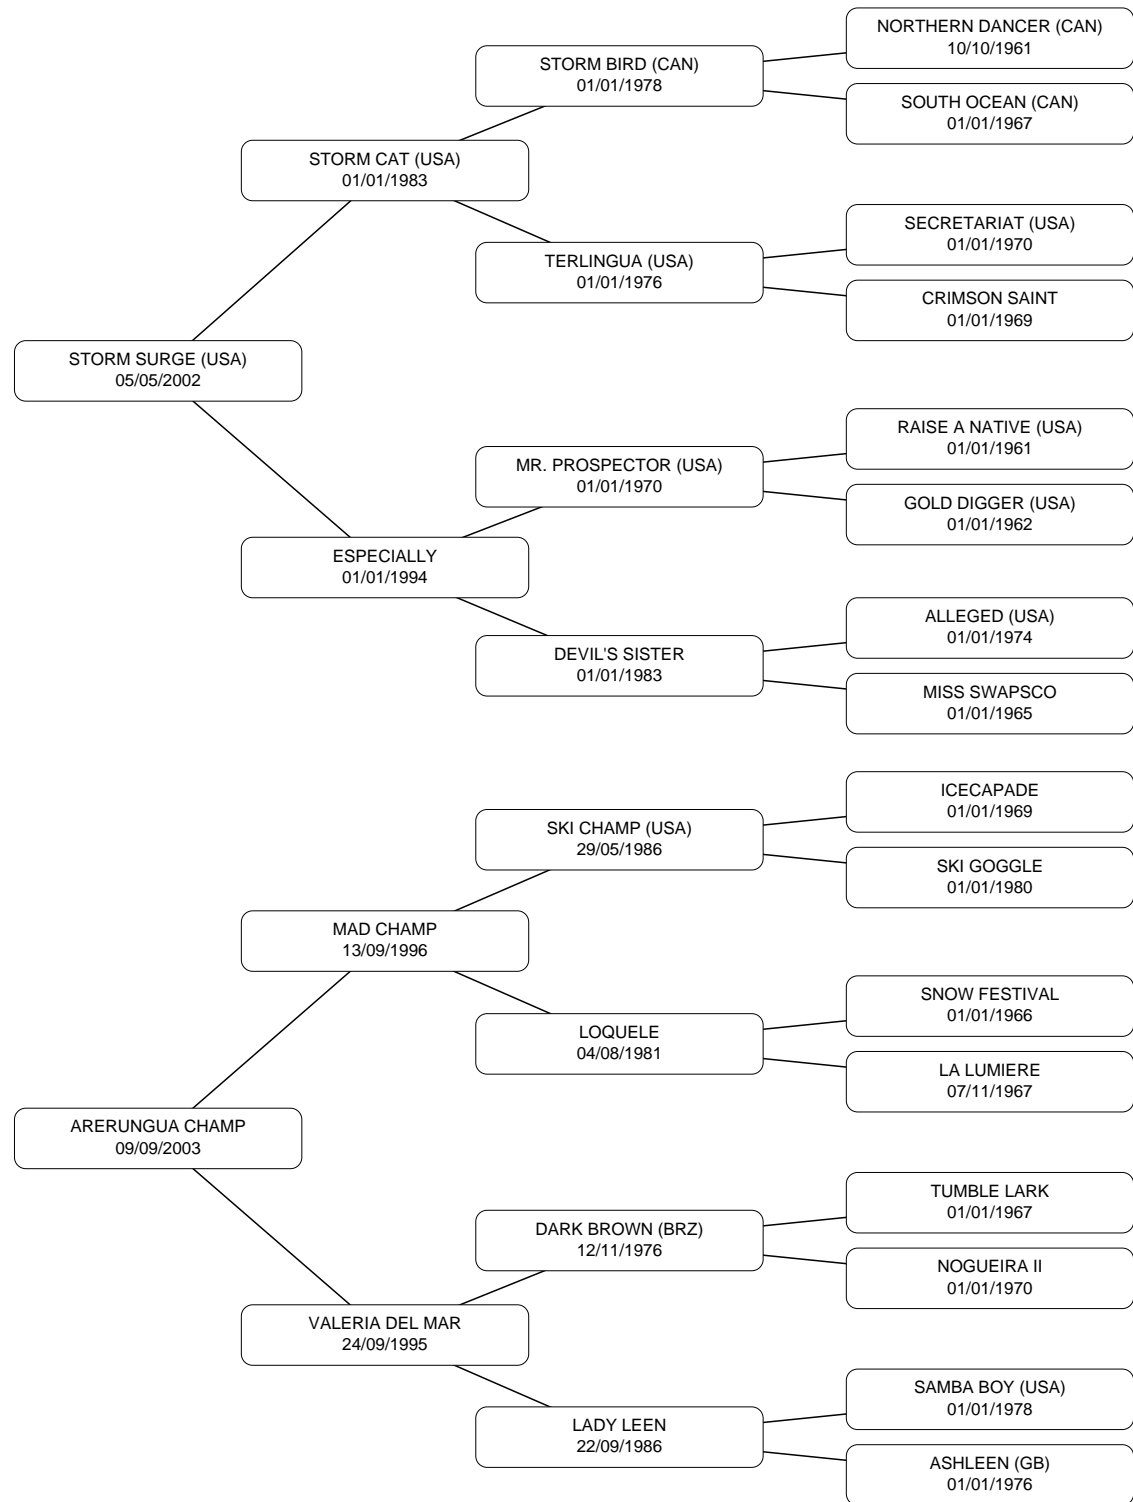 NORTHERN DANCER (CAN)
10/10/1961
STORM BIRD (CAN)
01/01/1978
SOUTH OCEAN (CAN)
01/01/1967
STORM CAT (USA)
01/01/1983
SECRETARIAT (USA)
01/01/1970
TERLINGUA (USA)
01/01/1976
CRIMSON SAINT
01/01/1969
STORM SURGE (USA)
05/05/2002
RAISE A NATIVE (USA)
01/01/1961
MR. PROSPECTOR (USA)
01/01/1970
GOLD DIGGER (USA)
01/01/1962
ESPECIALLY
01/01/1994
ALLEGED (USA)
01/01/1974
DEVIL'S SISTER
01/01/1983
MISS SWAPSCO
01/01/1965
ICECAPADE
01/01/1969
SKI CHAMP (USA)
29/05/1986
SKI GOGGLE
01/01/1980
MAD CHAMP
13/09/1996
SNOW FESTIVAL
01/01/1966
LOQUELE
04/08/1981
LA LUMIERE
07/11/1967
ARERUNGUA CHAMP
09/09/2003
TUMBLE LARK
01/01/1967
DARK BROWN (BRZ)
12/11/1976
NOGUEIRA II
01/01/1970
VALERIA DEL MAR
24/09/1995
SAMBA BOY (USA)
01/01/1978
LADY LEEN
22/09/1986
ASHLEEN (GB)
01/01/1976